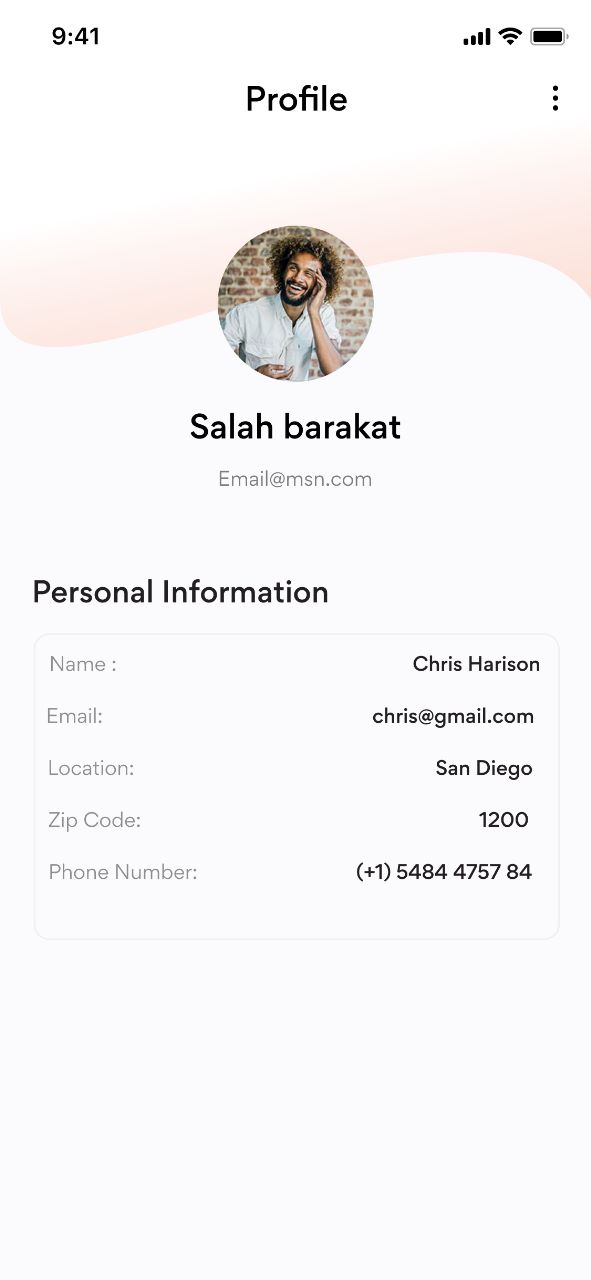 9:41
Profile
Salah barakat
Email@msn.com
Personal Information
Name : Chris Harison
Email: chris@gmail.com
Location: San Diego
Zip Code: 1200
Phone Number: (+1) 5484 4757 84